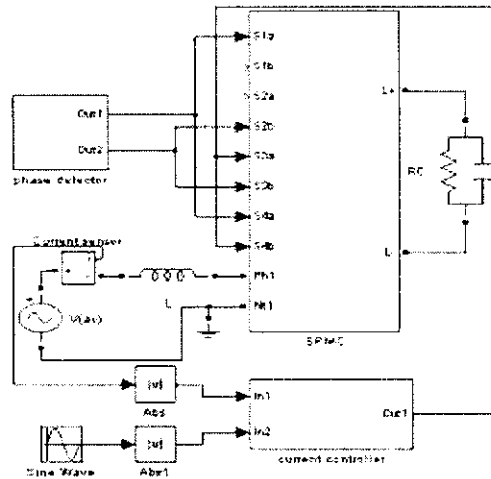 S1a
S1b
S2a
S2b
S3a
S3b
S4a
S4b
Out1
Out2
phase detector
L+
RC
L
Current sensor
+
V(ac)
L
Ph1
Nt1
SPMC
|u|
Abs
In1
In2
Out1
current controller
Sine Wave
|u|
Abs1